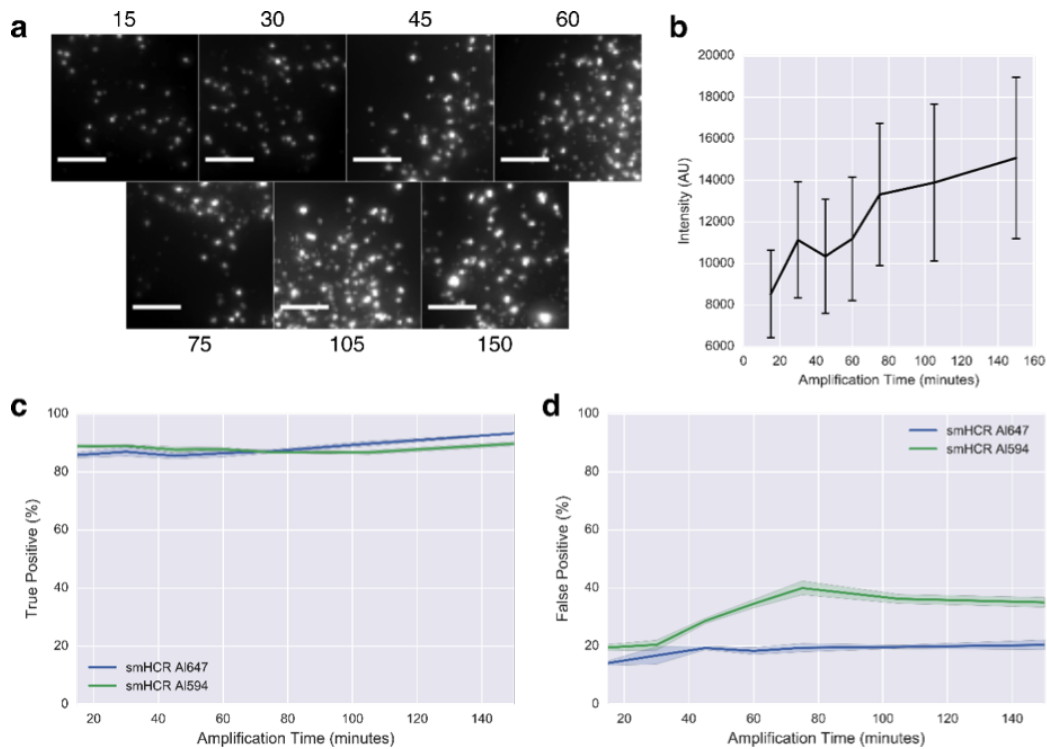 a
15 30 45 60
75 105 150
b
20000
18000
16000
14000
12000
10000
8000
6000
Intensity (AU)
0 20 40 60 80 100 120 140 160
Amplification Time (minutes)
c
100
80
60
40
20
0
True Positive (%)
smHCR Al647
smHCR Al594
20 40 60 80 100 120 140
Amplification Time (minutes)
d
100
80
60
40
20
0
False Positive (%)
smHCR Al647
smHCR Al594
20 40 60 80 100 120 140
Amplification Time (minutes)